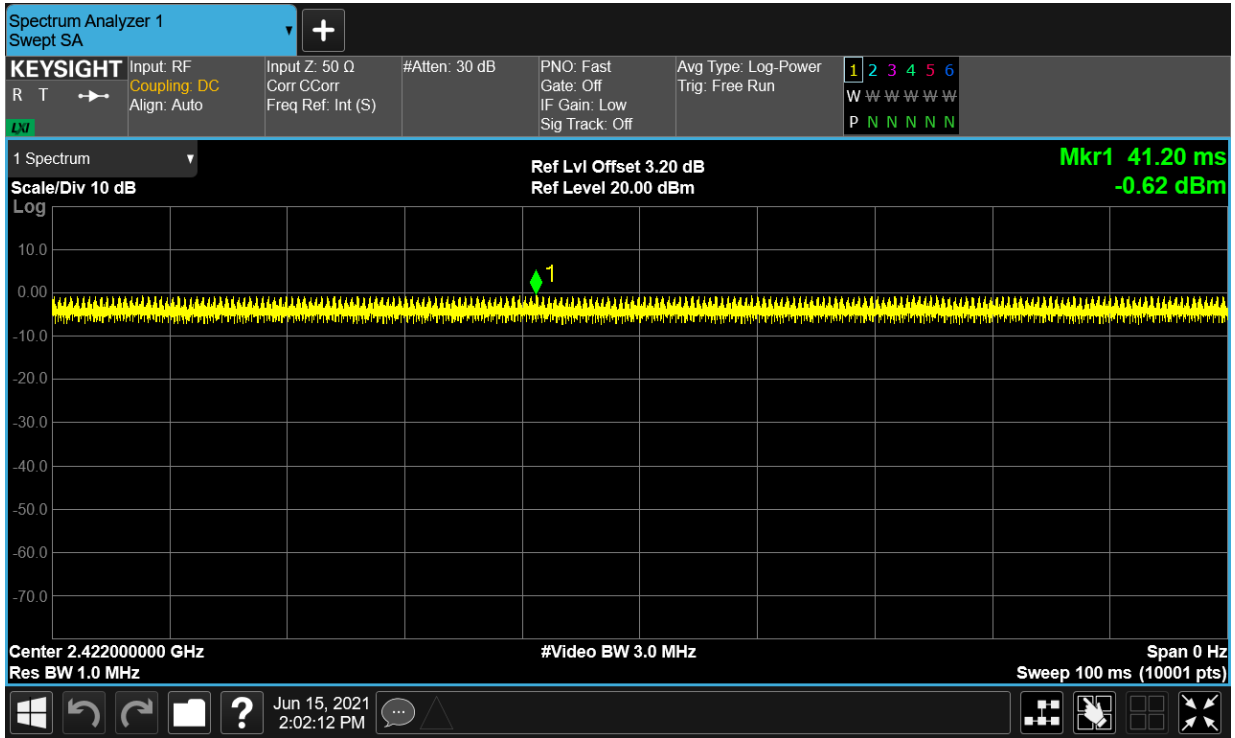 Spectrum Analyzer 1
Swept SA
KEYSIGHT
R T
LXI
Input: RF
Coupling: DC
Align: Auto
Input Z: 50 Ω
Corr CCorr
Freq Ref: Int (S)
#Atten: 30 dB
PNO: Fast
Gate: Off
IF Gain: Low
Sig Track: Off
Avg Type: Log-Power
Trig: Free Run
1 2 3 4 5 6
W W W W W W
P N N N N N
1 Spectrum
Scale/Div 10 dB
Log
Ref Lvl Offset 3.20 dB
Ref Level 20.00 dBm
Mkr1 41.20 ms
-0.62 dBm
10.0
1
0.00
-10.0
-20.0
-30.0
-40.0
-50.0
-60.0
-70.0
Center 2.422000000 GHz
Res BW 1.0 MHz
#Video BW 3.0 MHz
Span 0 Hz
Sweep 100 ms (10001 pts)
?
Jun 15, 2021
2:02:12 PM